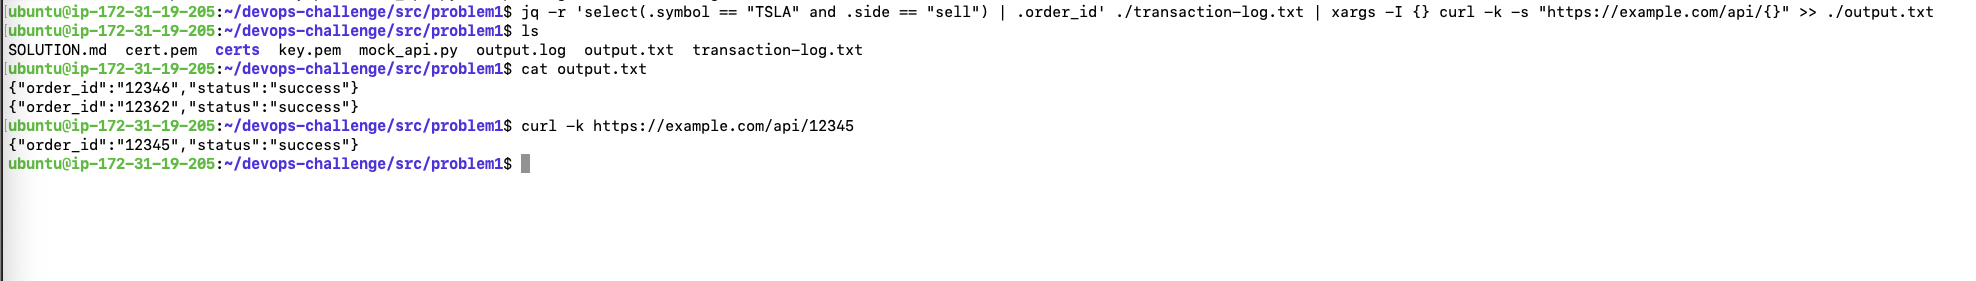 ubuntu@ip-172-31-19-205:~/devops-challenge/src/problem1$ jq -r 'select(.symbol == "TSLA" and .side == "sell") | .order_id' ./transaction-log.txt | xargs -I {} curl -k -s "https://example.com/api/{}" >> ./output.txt
[ubuntu@ip-172-31-19-205:~/devops-challenge/src/problem1$ ls
SOLUTION.md  cert.pem  certs  key.pem  mock_api.py  output.log  output.txt  transaction-log.txt
[ubuntu@ip-172-31-19-205:~/devops-challenge/src/problem1$ cat output.txt
{"order_id":"12346","status":"success"}
{"order_id":"12362","status":"success"}
[ubuntu@ip-172-31-19-205:~/devops-challenge/src/problem1$ curl -k https://example.com/api/12345
{"order_id":"12345","status":"success"}
ubuntu@ip-172-31-19-205:~/devops-challenge/src/problem1$